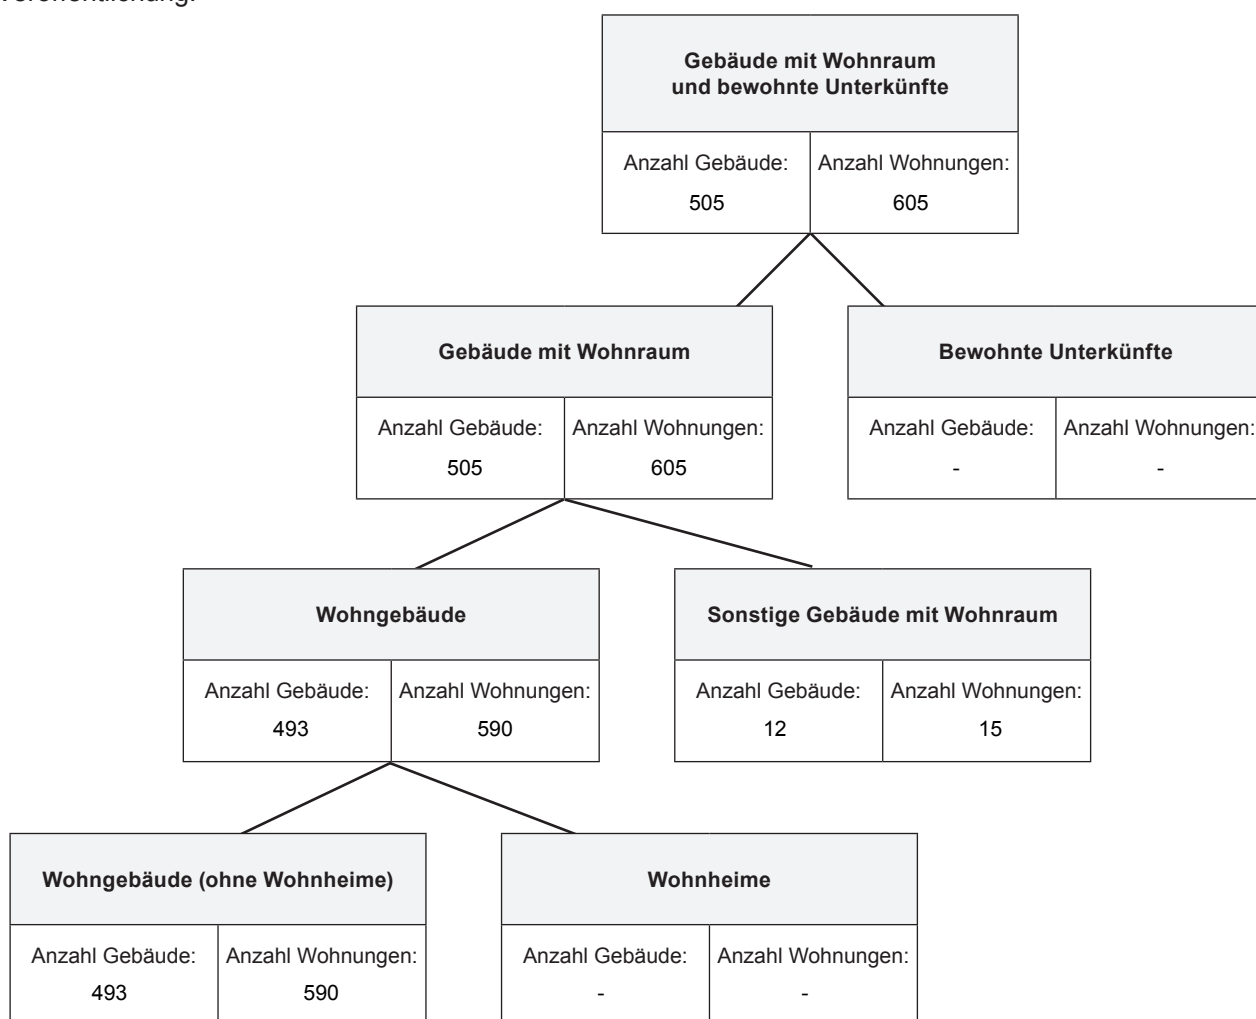 Veröffentlichung.
Gebäude mit Wohnraum
und bewohnte Unterkünfte
Anzahl Gebäude: Anzahl Wohnungen:
505 605
Gebäude mit Wohnraum
Bewohnte Unterkünfte
Anzahl Gebäude: Anzahl Wohnungen:
505 605
Anzahl Gebäude: Anzahl Wohnungen:
- -
Wohngebäude
Sonstige Gebäude mit Wohnraum
Anzahl Gebäude: Anzahl Wohnungen:
493 590
Anzahl Gebäude: Anzahl Wohnungen:
12 15
Wohngebäude (ohne Wohnheime)
Wohnheime
Anzahl Gebäude: Anzahl Wohnungen:
493 590
Anzahl Gebäude: Anzahl Wohnungen:
- -